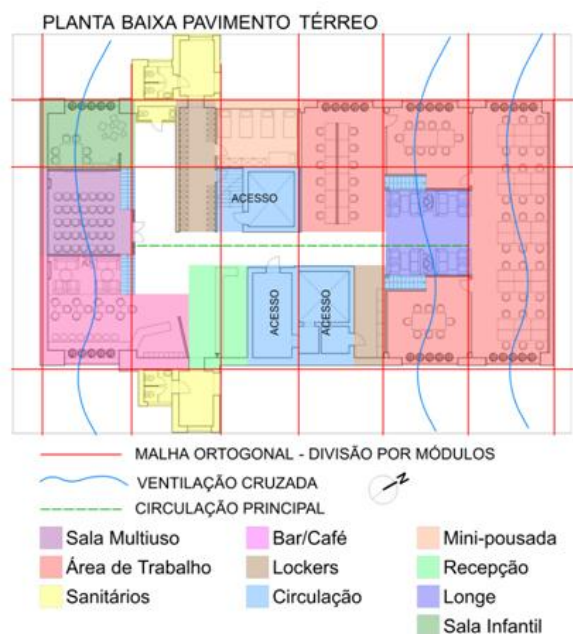 PLANTA BAIXA PAVIMENTO TÉRREO
ACESSO
ACESSO
ACESSO
MALHA ORTOGONAL - DIVISÃO POR MÓDULOS
VENTILAÇÃO CRUZADA
CIRCULAÇÃO PRINCIPAL
N
Sala Multiuso
Bar/Café
Mini-pousada
Área de Trabalho
Lockers
Recepção
Sanitários
Circulação
Longe
Sala Infantil